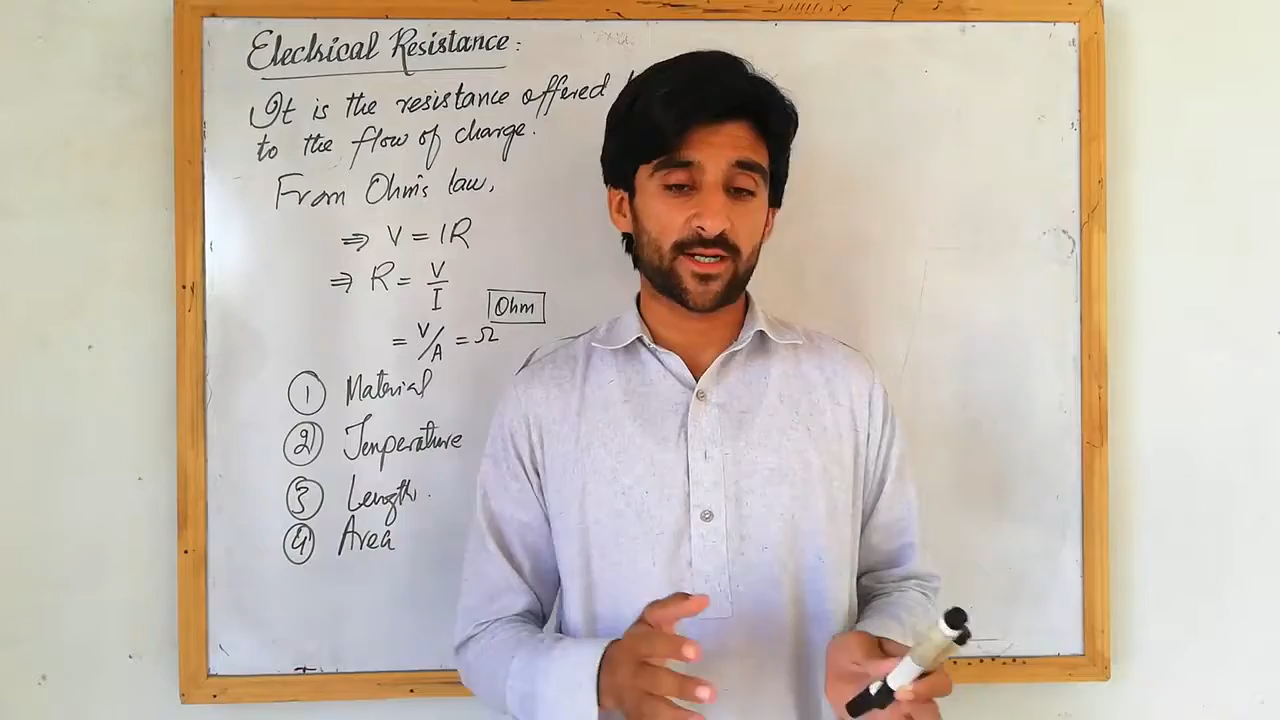 Electrical Resistance:
It is the resistance offered
to the flow of charge.
From Ohm's law,
⇒ V = IR
⇒ R = V/I
Ohm
= V/A = Ω
① Material
② Temperature
③ Length.
④ Area